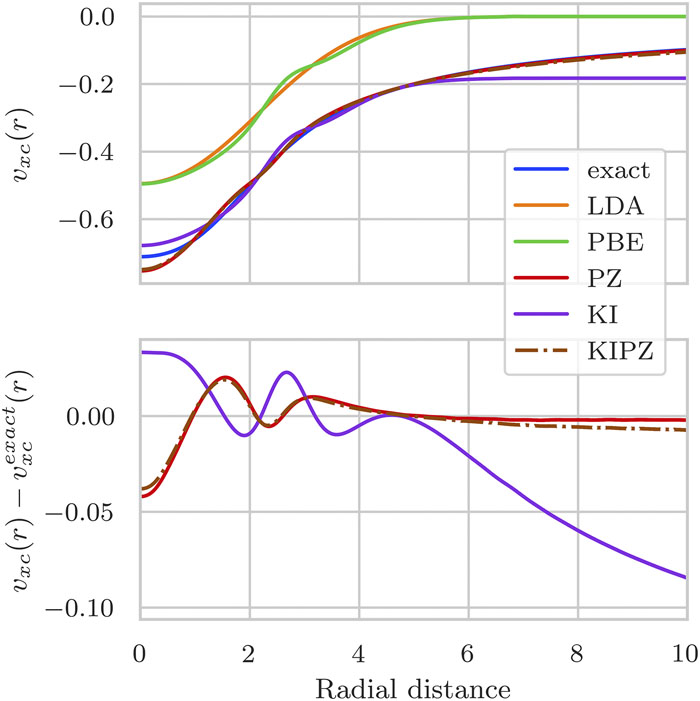 0.0
−0.2
−0.4
−0.6
v_{xc}(r)
exact
LDA
PBE
PZ
KI
KIPZ
0.00
−0.05
−0.10
v_{xc}(r) − v_{xc}^{exact}(r)
0 2 4 6 8 10
Radial distance